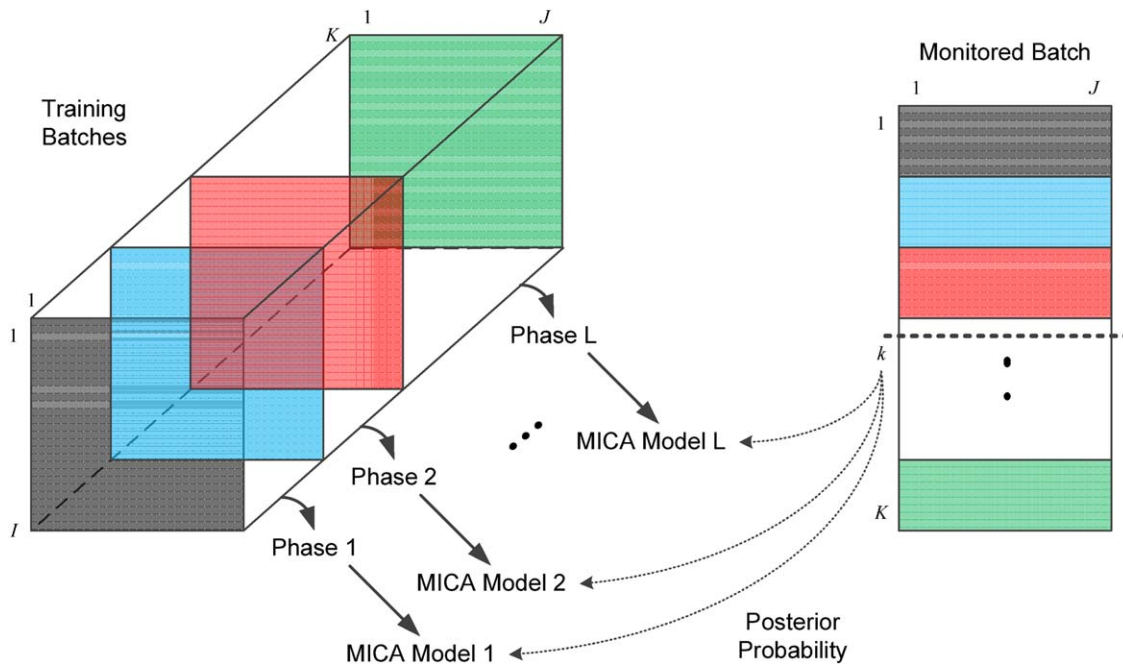 1
J
K
Training
Batches
1
1
I
Phase L
MICA Model L
Phase 2
MICA Model 2
Phase 1
MICA Model 1
Monitored Batch
1
J
1
k
K
Posterior
Probability